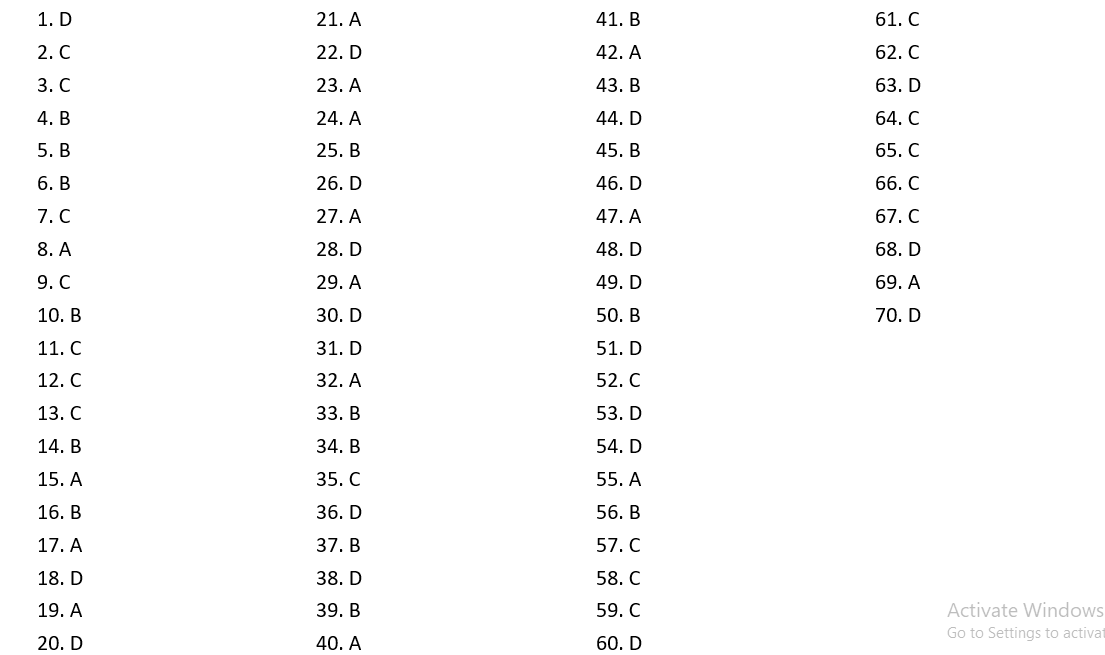 1. D
2. C
3. C
4. B
5. B
6. B
7. C
8. A
9. C
10. B
11. C
12. C
13. C
14. B
15. A
16. B
17. A
18. D
19. A
20. D
21. A
22. D
23. A
24. A
25. B
26. D
27. A
28. D
29. A
30. D
31. D
32. A
33. B
34. B
35. C
36. D
37. B
38. D
39. B
40. A
41. B
42. A
43. B
44. D
45. B
46. D
47. A
48. D
49. D
50. B
51. D
52. C
53. D
54. D
55. A
56. B
57. C
58. C
59. C
60. D
61. C
62. C
63. D
64. C
65. C
66. C
67. C
68. D
69. A
70. D
Activate Windows
Go to Settings to activat